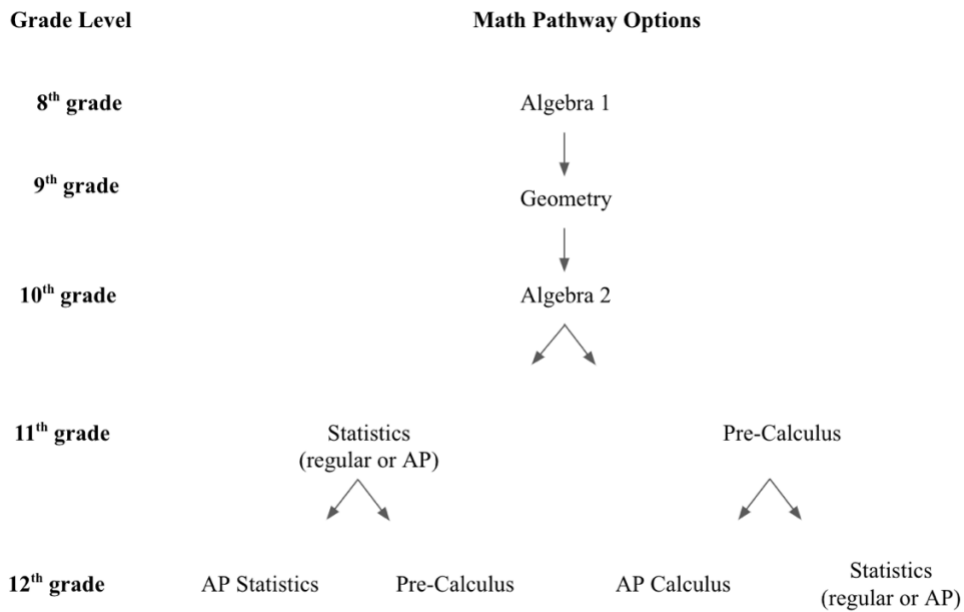 Grade Level Math Pathway Options
8th grade Algebra 1
9th grade
Geometry
10th grade Algebra 2
11th grade Statistics Pre-Calculus
(regular or AP)
12th grade AP Statistics Pre-Calculus AP Calculus Statistics
(regular or AP)